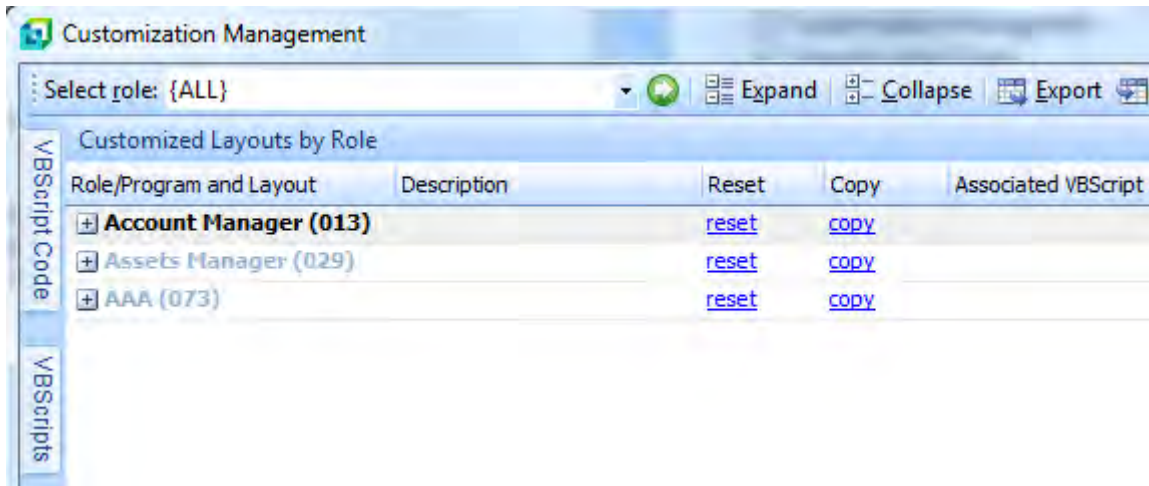 Customization Management
Select role: {ALL} Expand Collapse Export
Customized Layouts by Role
Role/Program and Layout Description Reset Copy Associated VBScript
Account Manager (013) reset copy
Assets Manager (029) reset copy
AAA (073) reset copy
VBScript Code
VBScripts